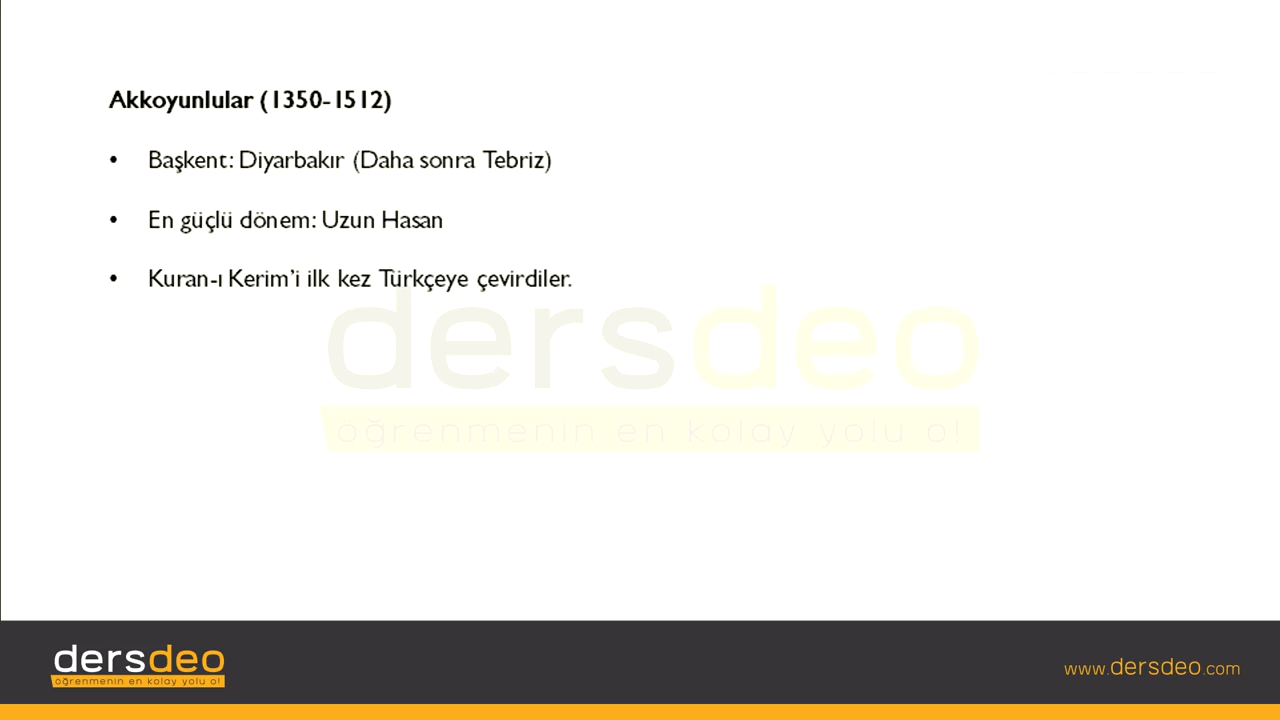 Akkoyunlular (1350-1512)
• Başkent: Diyarbakır (Daha sonra Tebriz)
• En güçlü dönem: Uzun Hasan
• Kuran-ı Kerim’i ilk kez Türkçeye çevirdiler.
dersdeo
öğrenmenin en kolay yolu o!
dersdeo
öğrenmenin en kolay yolu o!
www.dersdeo.com